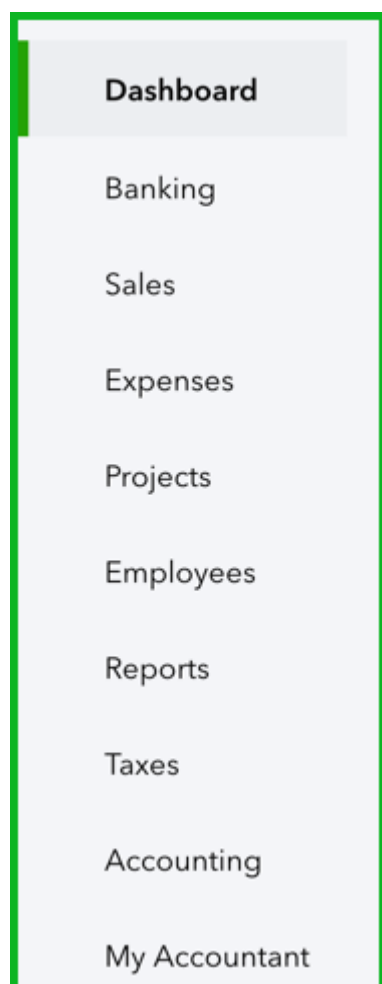 Dashboard
Banking
Sales
Expenses
Projects
Employees
Reports
Taxes
Accounting
My Accountant